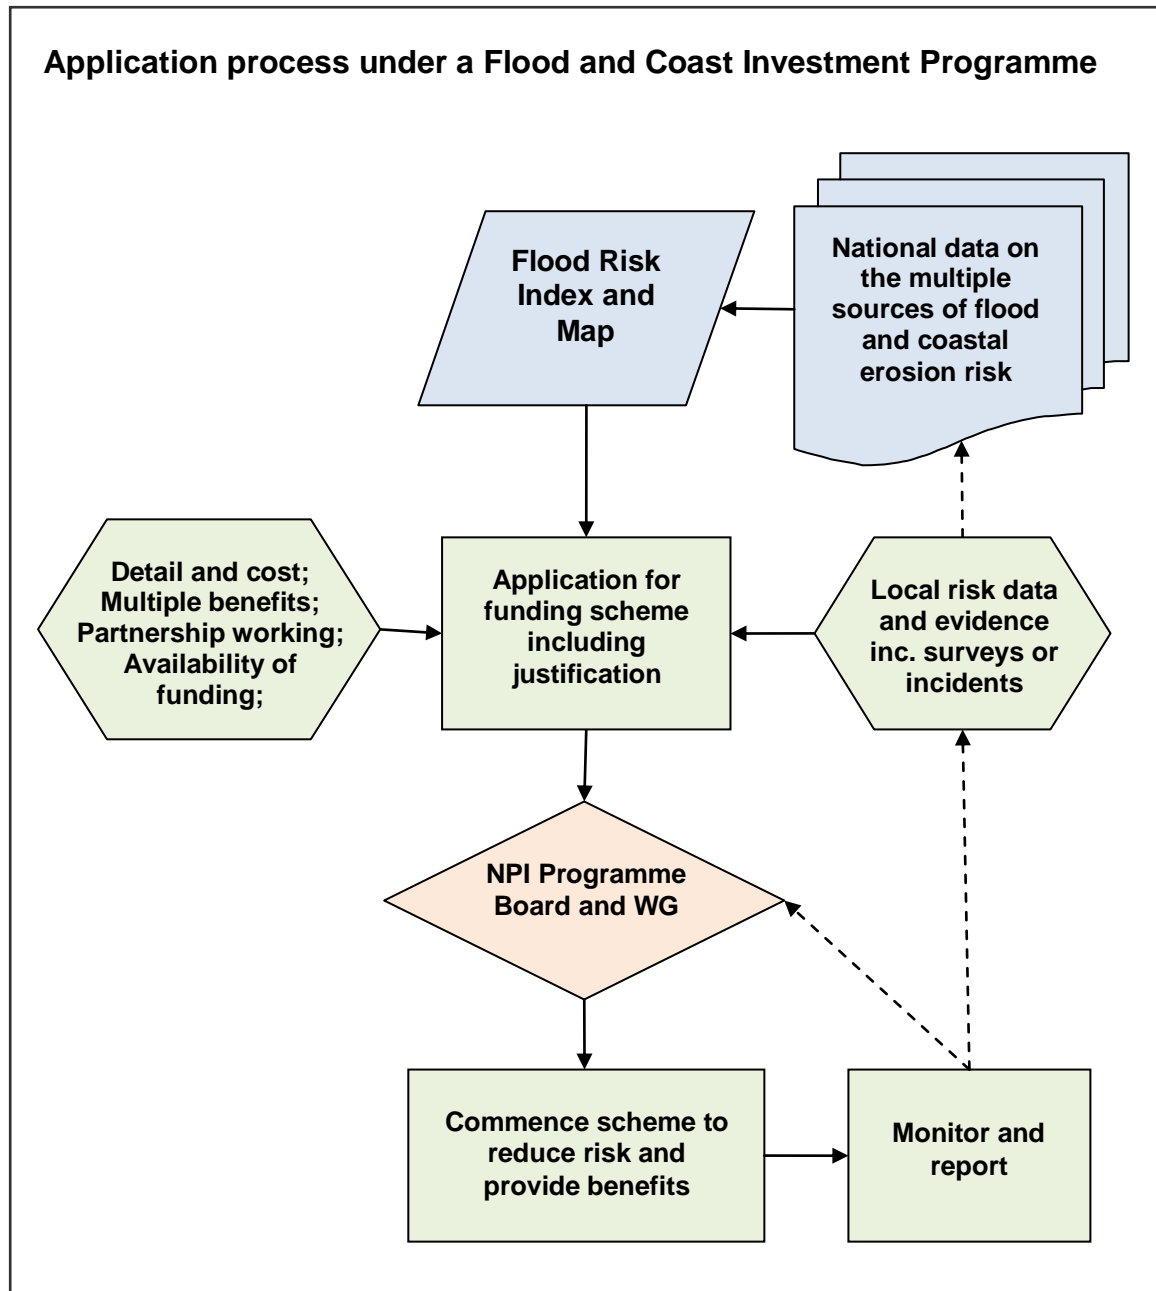 Application process under a Flood and Coast Investment Programme
Flood Risk
Index and
Map
National data on
the multiple
sources of flood
and coastal
erosion risk
Detail and cost;
Multiple benefits;
Partnership working;
Availability of
funding;
Application for
funding scheme
including
justification
Local risk data
and evidence
inc. surveys or
incidents
NPI Programme
Board and WG
Commence scheme to
reduce risk and
provide benefits
Monitor and
report